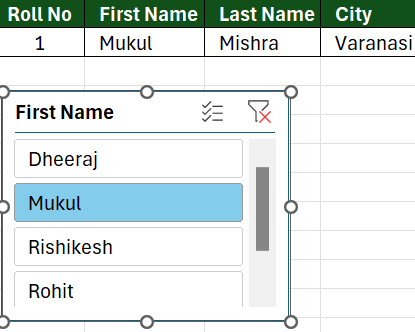 Roll No First Name Last Name City
1 Mukul Mishra Varanasi
First Name
Dheeraj
Mukul
Rishikesh
Rohit